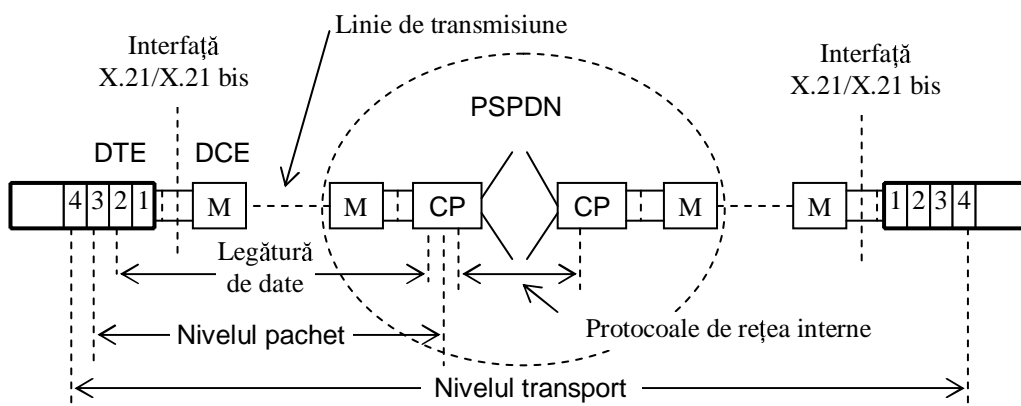 Linie de transmisiune
Interfață
X.21/X.21 bis
Interfață
X.21/X.21 bis
PSPDN
DTE
DCE
4 3 2 1
M
M
CP
CP
M
M
1 2 3 4
Legătură
de date
Nivelul pachet
Protocoale de rețea interne
Nivelul transport